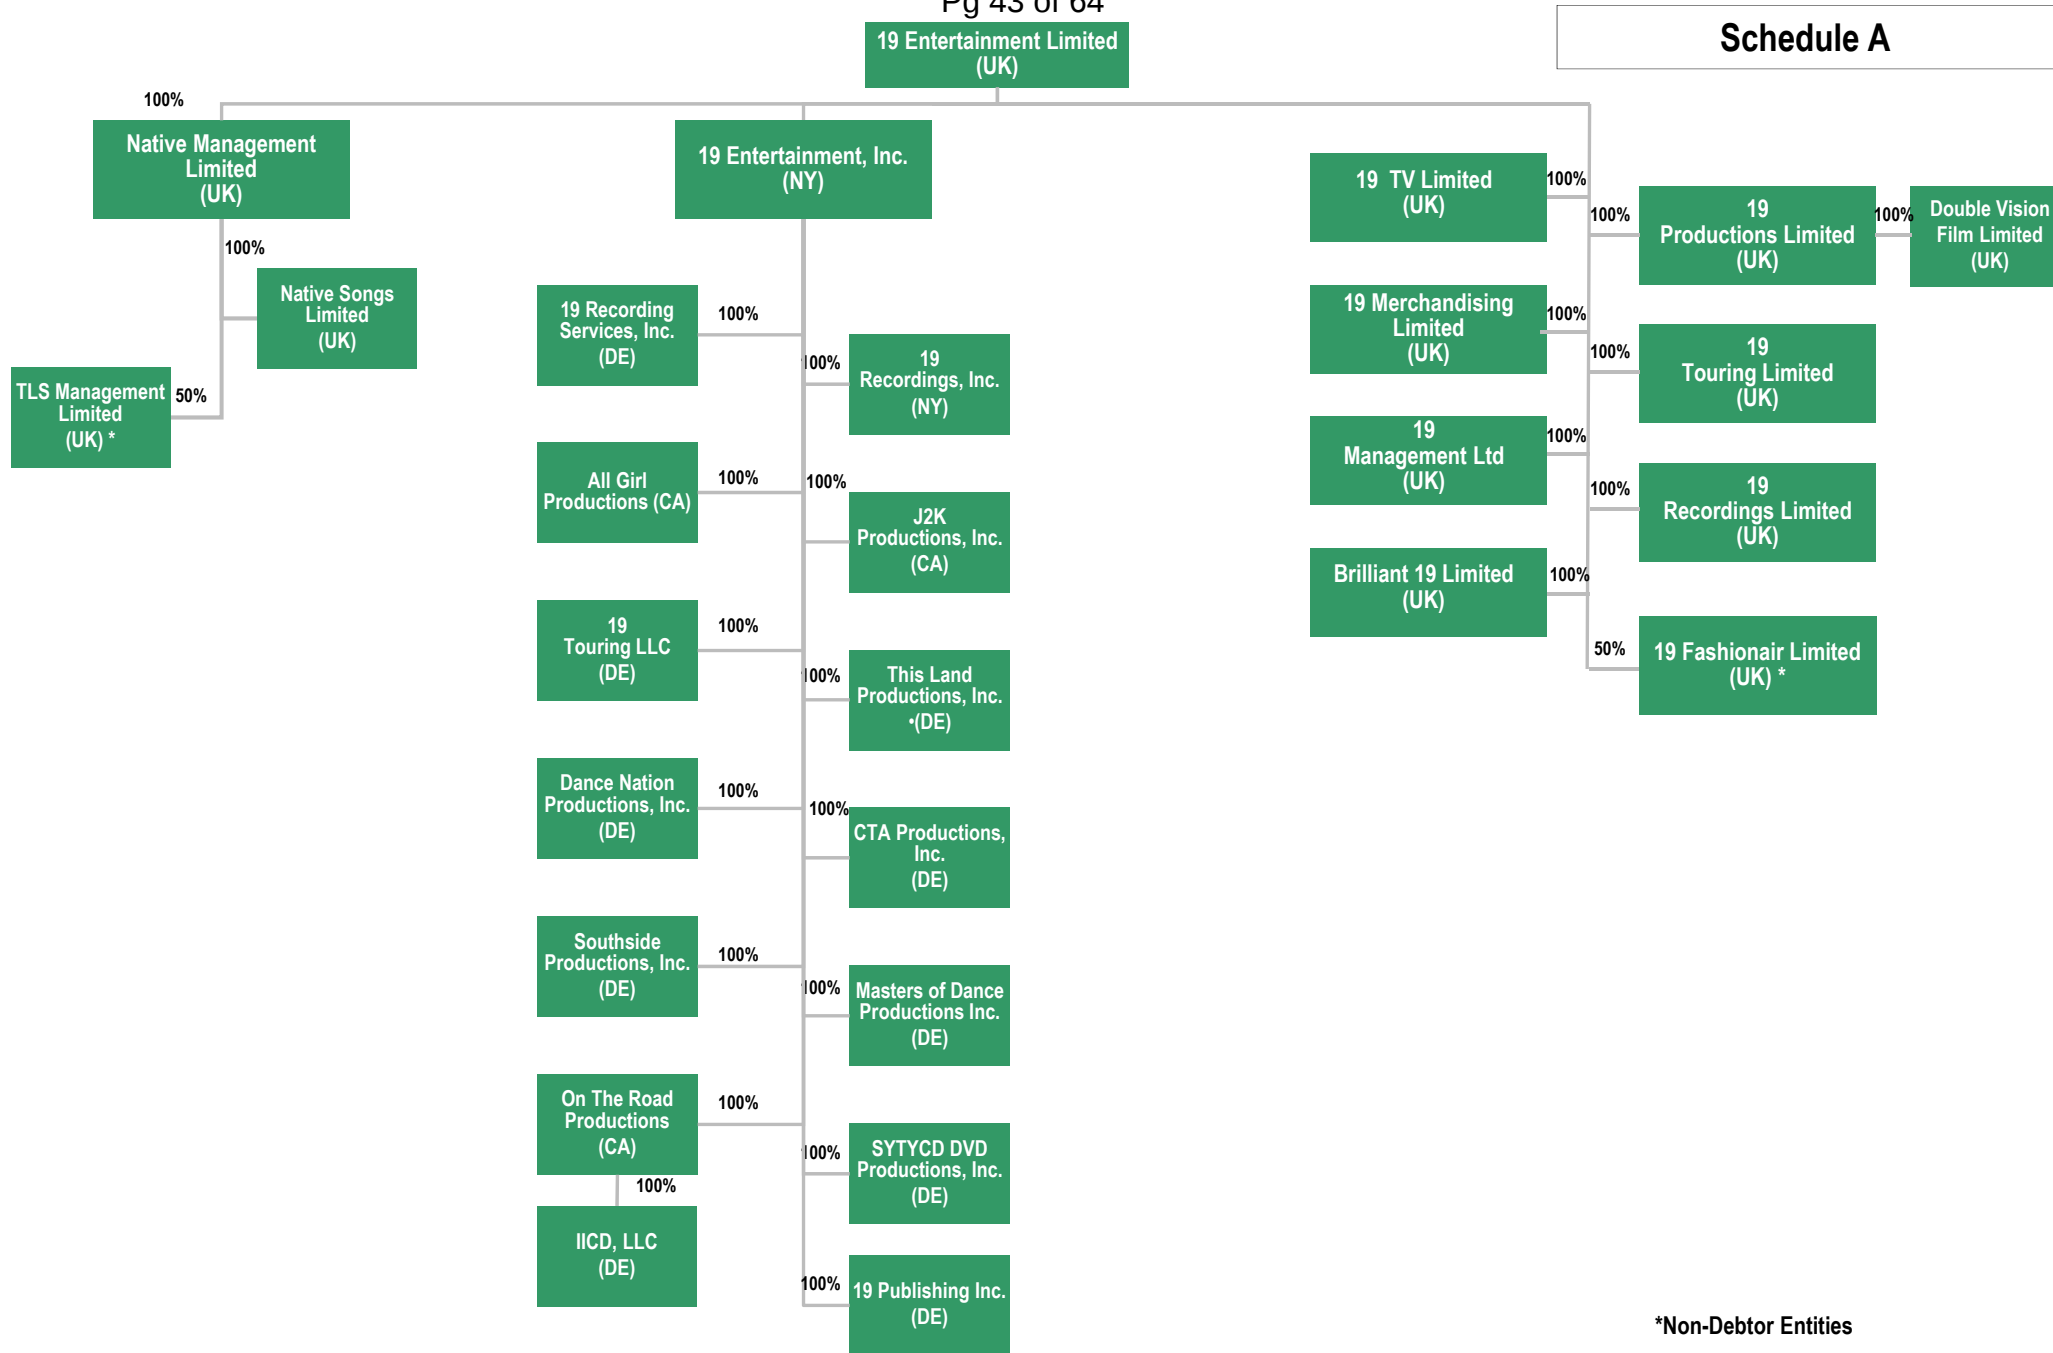 Pg 43 of 64
19 Entertainment Limited
(UK)
Schedule A
100%
Native Management
Limited
(UK)
100%
Native Songs
Limited
(UK)
TLS Management
Limited
(UK) *
50%
19 Entertainment, Inc.
(NY)
19 Recording
Services, Inc.
(DE)
100%
100%
19
Recordings, Inc.
(NY)
All Girl
Productions (CA)
100%
100%
J2K
Productions, Inc.
(CA)
19
Touring LLC
(DE)
100%
100%
This Land
Productions, Inc.
•(DE)
Dance Nation
Productions, Inc.
(DE)
100%
100%
CTA Productions,
Inc.
(DE)
Southside
Productions, Inc.
(DE)
100%
100%
Masters of Dance
Productions Inc.
(DE)
On The Road
Productions
(CA)
100%
100%
SYTYCD DVD
Productions, Inc.
(DE)
100%
IICD, LLC
(DE)
100%
19 Publishing Inc.
(DE)
19 TV Limited
(UK)
100%
100%
19
Productions Limited
(UK)
100%
Double Vision
Film Limited
(UK)
19 Merchandising
Limited
(UK)
100%
100%
19
Touring Limited
(UK)
19
Management Ltd
(UK)
100%
100%
19
Recordings Limited
(UK)
Brilliant 19 Limited
(UK)
100%
50%
19 Fashionair Limited
(UK) *
*Non-Debtor Entities